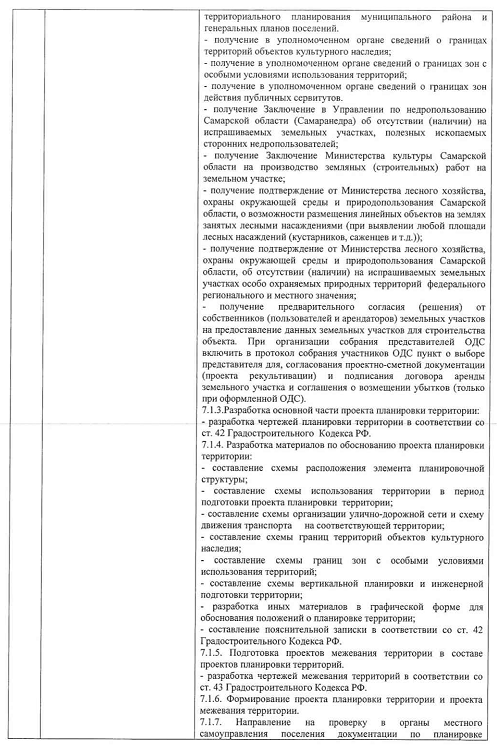 территориального планирования муниципального района и
генеральных планов поселений.
- получение в уполномоченном органе сведений о границах
территорий объектов культурного наследия;
- получение в уполномоченном органе сведений о границах зон с
особыми условиями использования территорий;
- получение в уполномоченном органе сведений о границах зон
действия публичных сервитутов.
- получение Заключение в Управлении по недропользованию
Самарской области (Самаранедра) об отсутствии (наличии) на
испрашиваемых земельных участках, полезных ископаемых
сторонних недропользователей;
- получение Заключение Министерства культуры Самарской
области на производство земляных (строительных) работ на
земельном участке;
- получение подтверждение от Министерства лесного хозяйства,
охраны окружающей среды и природопользования Самарской
области, о возможности размещения линейных объектов на землях
занятых лесными насаждениями (при выявлении любой площади
лесных насаждений (кустарников, саженцев и т.д.));
- получение подтверждение от Министерства лесного хозяйства,
охраны окружающей среды и природопользования Самарской
области, об отсутствии (наличии) на испрашиваемых земельных
участках особо охраняемых природных территорий федерального
регионального и местного значения;
- получение предварительного согласия (решения) от
собственников (пользователей и арендаторов) земельных участков
на предоставление данных земельных участков для строительства
объекта. При организации собрания представителей ОДС
включить в протокол собрания участников ОДС пункт о выборе
представителя для, согласования проектно-сметной документации
(проекта рекультивации) и подписания договора аренды
земельного участка и соглашения о возмещении убытков (только
при оформленной ОДС).
7.1.3.Разработка основной части проекта планировки территории:
- разработка чертежей планировки территории в соответствии со
ст. 42 Градостроительного Кодекса РФ.
7.1.4. Разработка материалов по обоснованию проекта планировки
территории:
- составление схемы расположения элемента планировочной
структуры;
- составление схемы использования территории в период
подготовки проекта планировки территории;
- составление схемы организации улично-дорожной сети и схему
движения транспорта на соответствующей территории;
- составление схемы границ территорий объектов культурного
наследия;
- составление схемы границ зон с особыми условиями
использования территорий;
- составление схемы вертикальной планировки и инженерной
подготовки территории;
- разработка иных материалов в графической форме для
обоснования положений о планировке территории;
- составление пояснительной записки в соответствии со ст. 42
Градостроительного Кодекса РФ.
7.1.5. Подготовка проектов межевания территории в составе
проектов планировки территорий.
- разработка чертежей межевания территорий в соответствии со
ст. 43 Градостроительного Кодекса РФ.
7.1.6. Формирование проекта планировки территории и проекта
межевания территории.
7.1.7. Направление на проверку в органы местного
самоуправления поселения документации по планировке